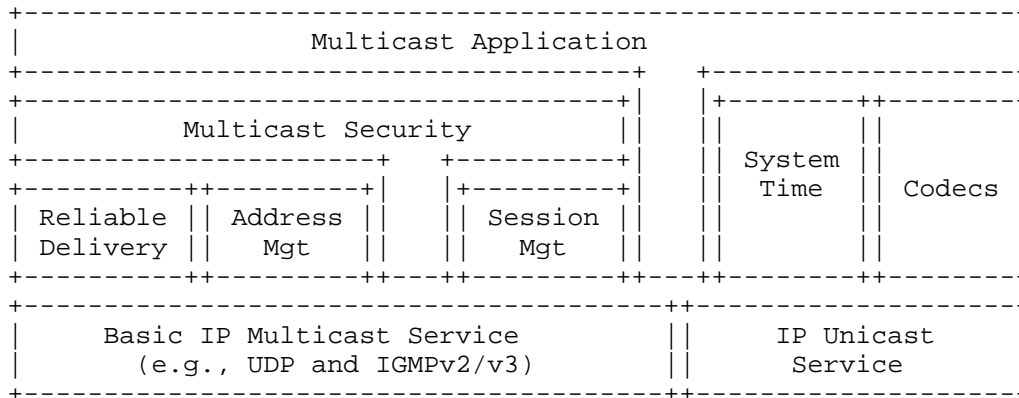 Multicast Application
Multicast Security
System
Reliable Address Session Time Codecs
Delivery Mgt Mgt
Basic IP Multicast Service IP Unicast
(e.g., UDP and IGMPv2/v3) Service